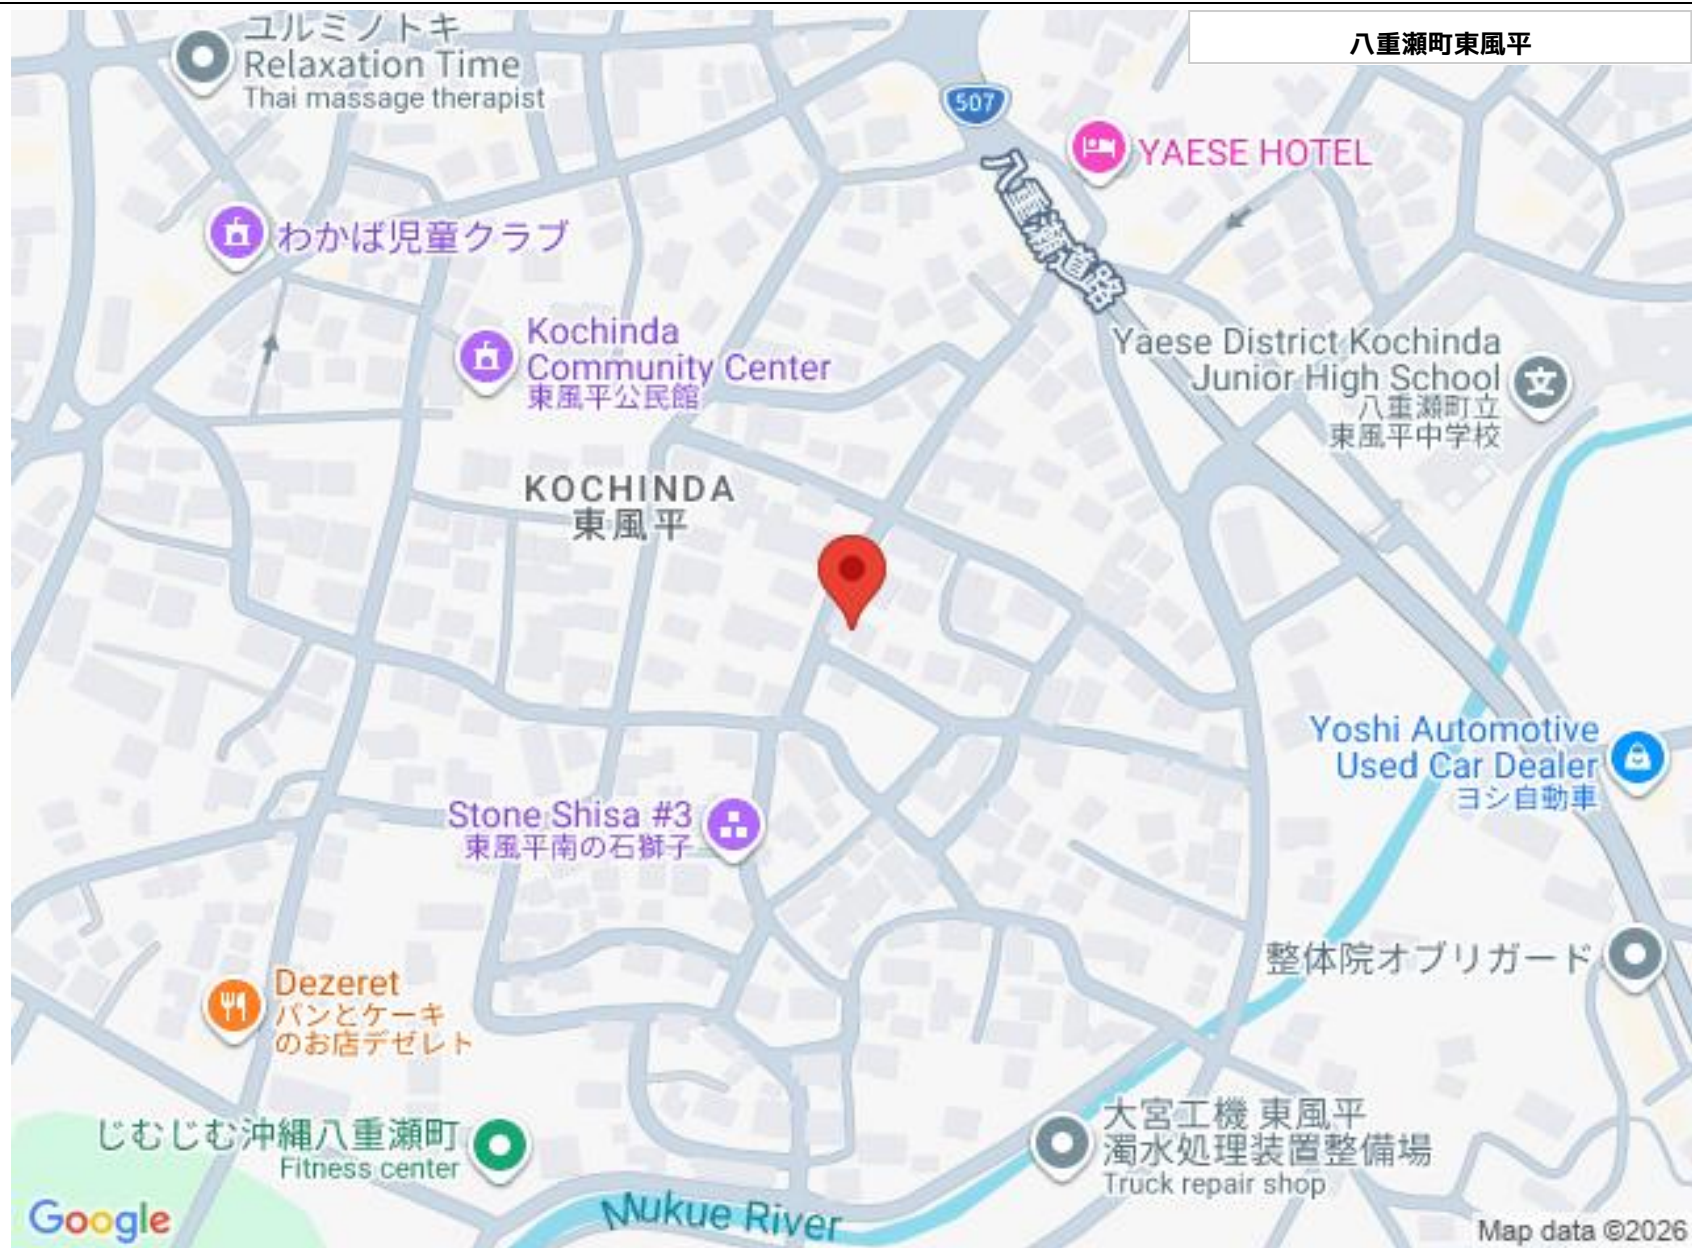 八重瀬町東風平
ユルミノトキ
Relaxation Time
Thai massage therapist
507
YAESE HOTEL
八重瀬道路
わかば児童クラブ
Kochinda
Community Center
東風平公民館
Yaese District Kochinda
Junior High School
八重瀬町立
東風平中学校
KOCHINDA
東風平
Yoshi Automotive
Used Car Dealer
ヨシ自動車
Stone Shisa #3
東風平南の石獅子
整体院オブリガード
Dezeret
パンとケーキ
のお店デゼレト
じむじむ沖縄八重瀬町
Fitness center
大宮工機 東風平
濁水処理装置整備場
Truck repair shop
Mukue River
Google
Map data ©2026